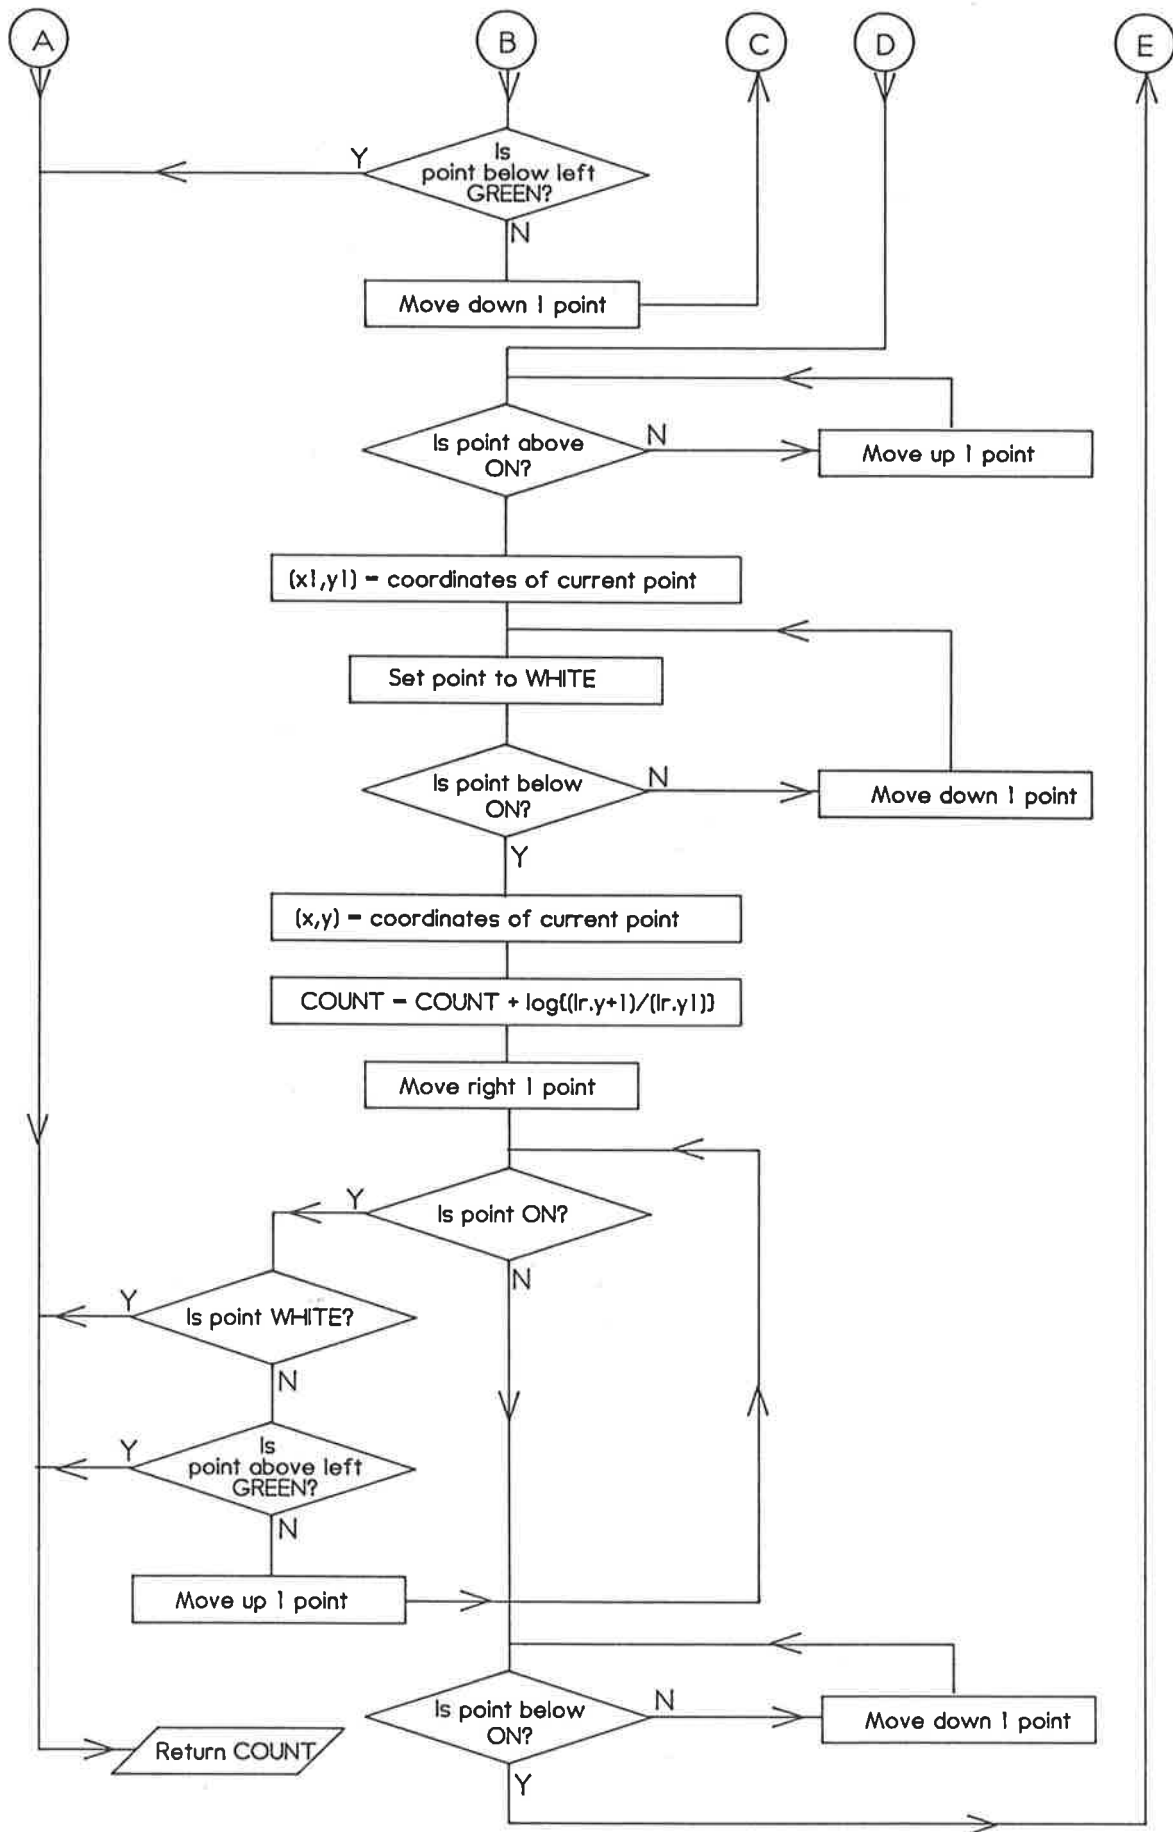 A
B
C
D
E
Y
Is
point below left
GREEN?
N
Move down 1 point
Is point above
ON?
N
Move up 1 point
(x1,y1) = coordinates of current point
Set point to WHITE
Is point below
ON?
N
Move down 1 point
Y
(x,y) = coordinates of current point
COUNT = COUNT + log{(lr.y+1)/(lr.y1)}
Move right 1 point
Y
Is point ON?
N
Y
Is point WHITE?
N
Y
Is
point above left
GREEN?
N
Move up 1 point
Is point below
ON?
N
Move down 1 point
Y
Return COUNT